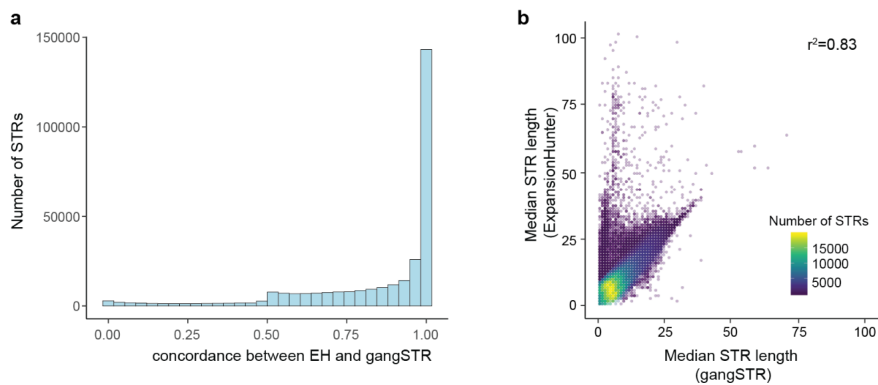 a
150000
100000
50000
0
Number of STRs
0.00 0.25 0.50 0.75 1.00
concordance between EH and gangSTR
b
r²=0.83
100
75
50
25
0
Median STR length
(ExpansionHunter)
Number of STRs
15000
10000
5000
0 25 50 75 100
Median STR length
(gangSTR)